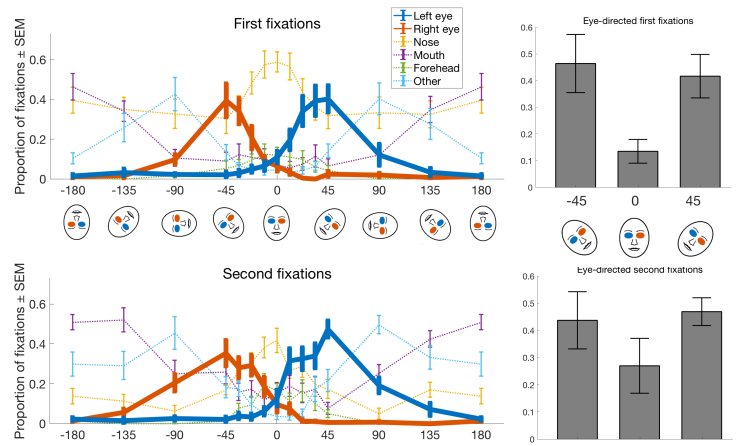 First fixations
Left eye
Right eye
Nose
Mouth
Forehead
Other
Proportion of fixations ± SEM
0.6
0.4
0.2
0
-180 -135 -90 -45 0 45 90 135 180
Eye-directed first fixations
0.6
0.5
0.4
0.3
0.2
0.1
0
-45 0 45
Second fixations
Proportion of fixations ± SEM
0.6
0.4
0.2
0
-180 -135 -90 -45 0 45 90 135 180
Eye-directed second fixations
0.6
0.5
0.4
0.3
0.2
0.1
0